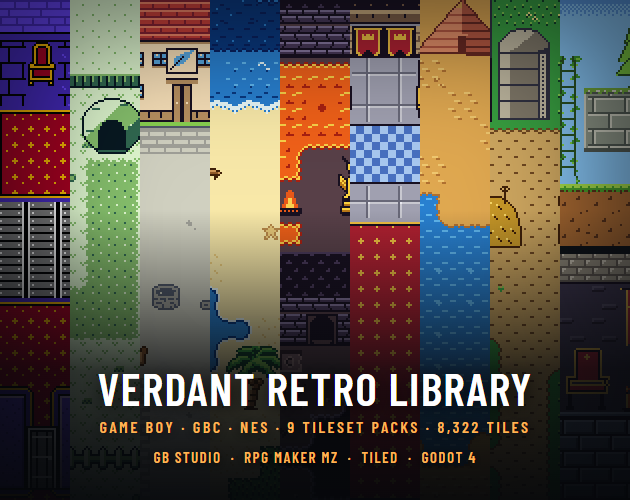 VERDANT RETRO LIBRARY
GAME BOY · GBC · NES · 9 TILESET PACKS · 8,322 TILES
GB STUDIO · RPG MAKER MZ · TILED · GODOT 4